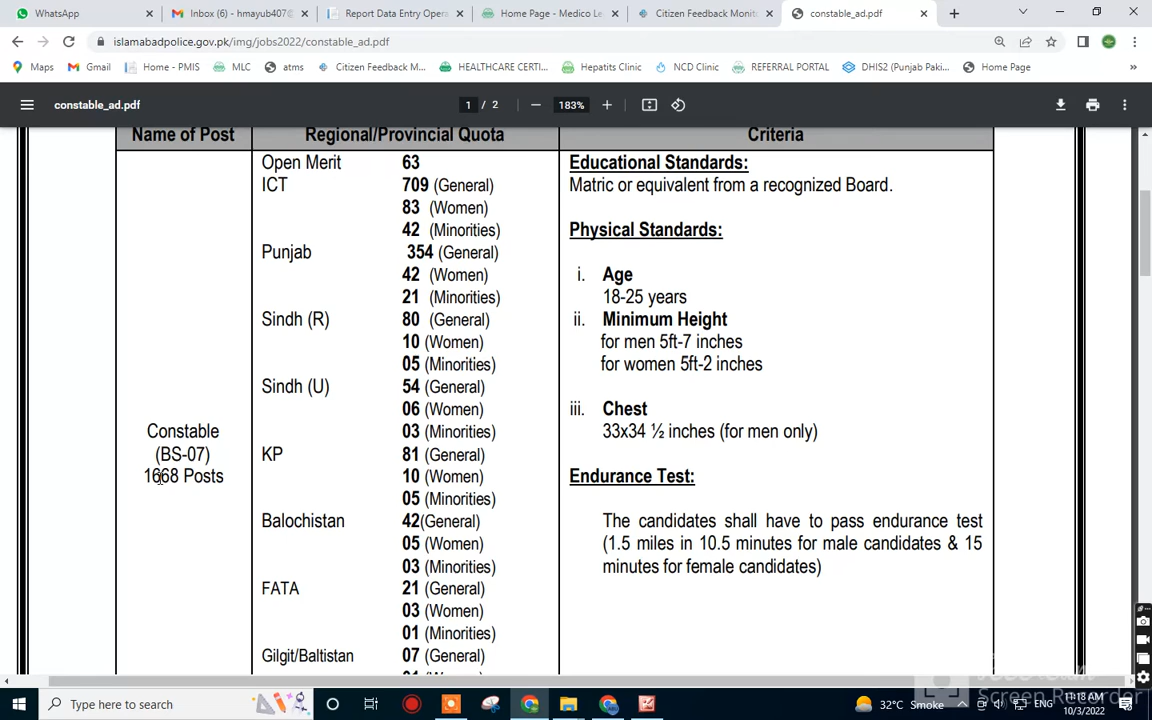 WhatsApp
Inbox (6) - hmayub407@
Report Data Entry Oper
Home Page - Medico Le
Citizen Feedback Monit
constable_ad.pdf
islamabadpolice.gov.pk/img/jobs2022/constable_ad.pdf
Maps
Gmail
Home - PMIS
MLC
atms
Citizen Feedback M...
HEALTHCARE CERTI...
Hepatits Clinic
NCD Clinic
REFERRAL PORTAL
DHIS2 (Punjab Paki...
Home Page
constable_ad.pdf
1 / 2
183%
Name of Post Regional/Provincial Quota Criteria
Constable
(BS-07)
1668 Posts
Open Merit 63
ICT 709 (General)
83 (Women)
42 (Minorities)
Punjab 354 (General)
42 (Women)
21 (Minorities)
Sindh (R) 80 (General)
10 (Women)
05 (Minorities)
Sindh (U) 54 (General)
06 (Women)
03 (Minorities)
KP 81 (General)
10 (Women)
05 (Minorities)
Balochistan 42(General)
05 (Women)
03 (Minorities)
FATA 21 (General)
03 (Women)
01 (Minorities)
Gilgit/Baltistan 07 (General)
Educational Standards:
Matric or equivalent from a recognized Board.
Physical Standards:
i. Age
18-25 years
ii. Minimum Height
for men 5ft-7 inches
for women 5ft-2 inches
iii. Chest
33x34 ½ inches (for men only)
Endurance Test:
The candidates shall have to pass endurance test
(1.5 miles in 10.5 minutes for male candidates & 15
minutes for female candidates)
Screen Recorder
Type here to search
32°C Smoke
ENG
11:18 AM
10/3/2022